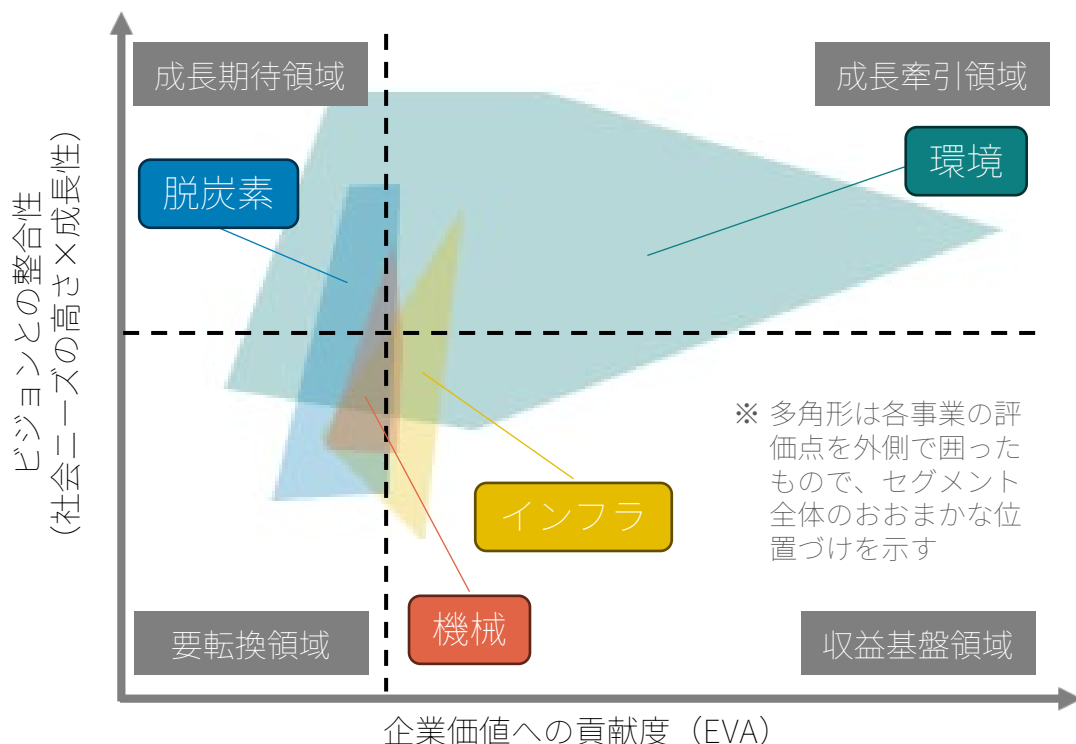 成長期待領域
成長牽引領域
脱炭素
環境
ビジョンとの整合性
(社会ニーズの高さ×成長性)
※ 多角形は各事業の評
価点を外側で囲った
もので、セグメント
全体のおおまかな位
置づけを示す
インフラ
機械
要転換領域
収益基盤領域
企業価値への貢献度（EVA）